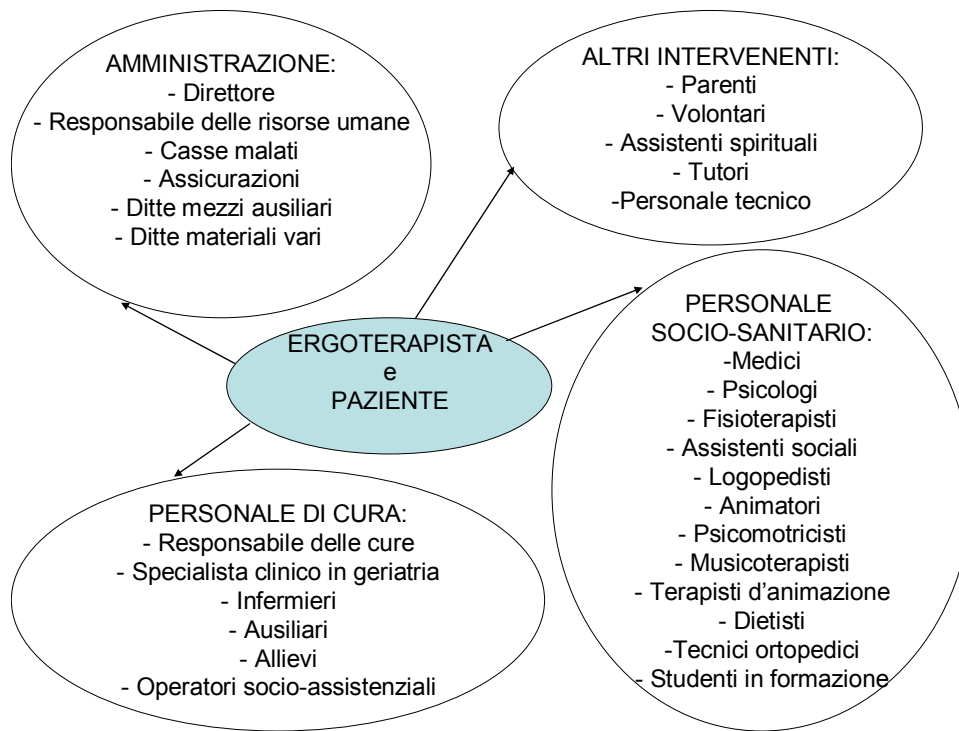 AMMINISTRAZIONE:
- Direttore
- Responsabile delle risorse umane
- Casse malati
- Assicurazioni
- Ditte mezzi ausiliari
- Ditte materiali vari
ALTRI INTERVENENTI:
- Parenti
- Volontari
- Assistenti spirituali
- Tutori
-Personale tecnico
ERGOTERAPISTA
e
PAZIENTE
PERSONALE
SOCIO-SANITARIO:
-Medici
- Psicologi
- Fisioterapisti
- Assistenti sociali
- Logopedisti
- Animatori
- Psicomotricisti
- Musicoterapisti
- Terapisti d'animazione
- Dietisti
-Tecnici ortopedici
- Studenti in formazione
PERSONALE DI CURA:
- Responsabile delle cure
- Specialista clinico in geriatria
- Infermieri
- Ausiliari
- Allievi
- Operatori socio-assistenziali